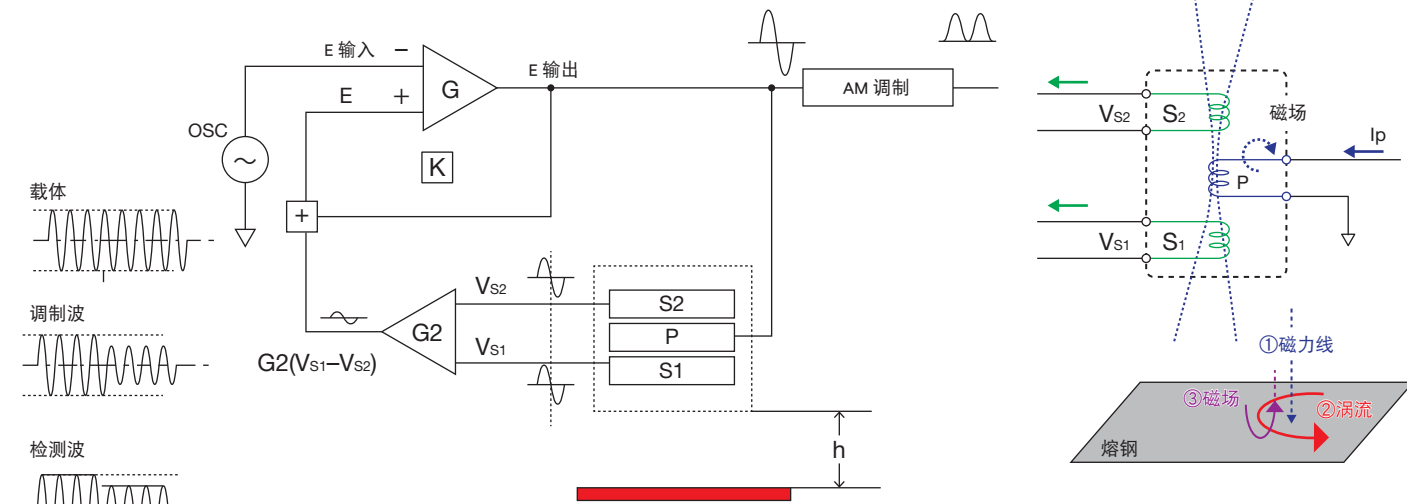 E 输入
−
E
+
G
E 输出
AM 调制
OSC
K
+
载体
调制波
检测波
VS2
VS1
G2
G2(VS1–VS2)
S2
P
S1
h
VS2
S2
磁场
Ip
P
VS1
S1
①磁力线
③磁场
②涡流
熔钢